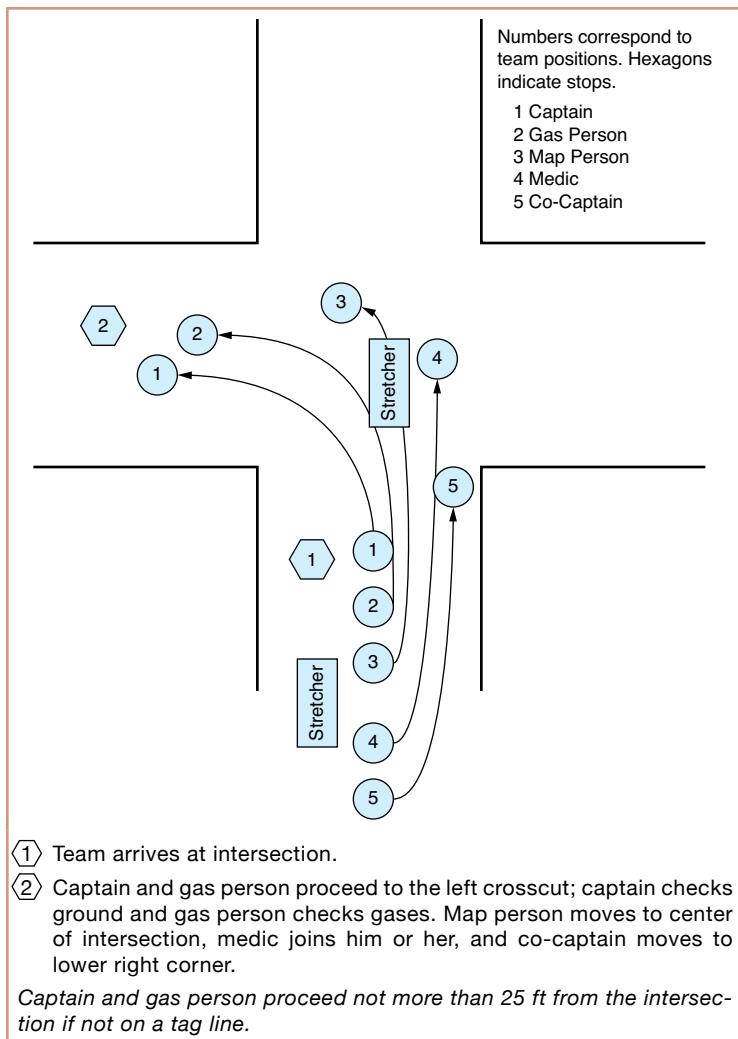 Numbers correspond to
team positions. Hexagons
indicate stops.
1 Captain
2 Gas Person
3 Map Person
4 Medic
5 Co-Captain
3
2
2
4
1
Stretcher
5
1
1
2
3
Stretcher
4
5
1 Team arrives at intersection.
2 Captain and gas person proceed to the left crosscut; captain checks
ground and gas person checks gases. Map person moves to center
of intersection, medic joins him or her, and co-captain moves to
lower right corner.
Captain and gas person proceed not more than 25 ft from the intersec-
tion if not on a tag line.